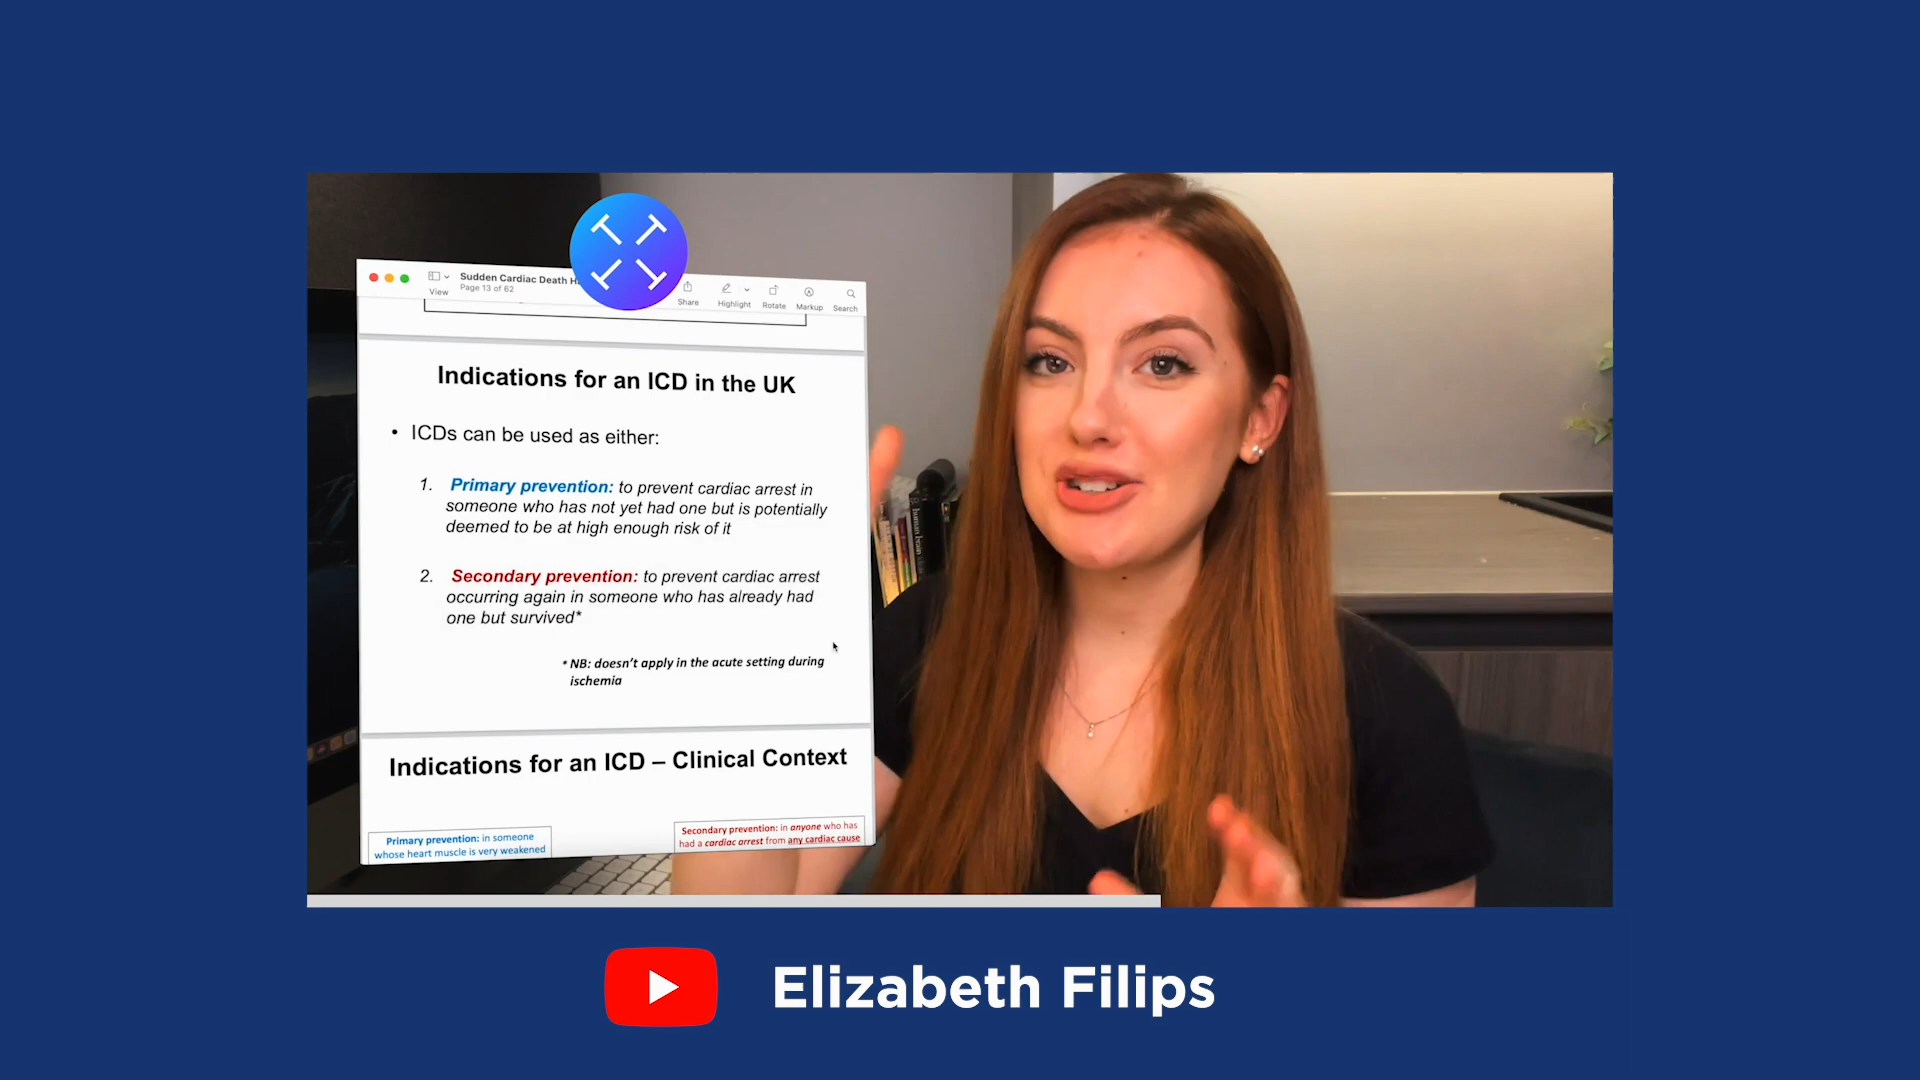 Sudden Cardiac Death H
Page 13 of 62
View
Share
Highlight
Rotate
Markup
Search
Indications for an ICD in the UK
• ICDs can be used as either:
1. Primary prevention: to prevent cardiac arrest in
someone who has not yet had one but is potentially
deemed to be at high enough risk of it
2. Secondary prevention: to prevent cardiac arrest
occurring again in someone who has already had
one but survived*
* NB: doesn't apply in the acute setting during
ischemia
Indications for an ICD – Clinical Context
Primary prevention: in someone
whose heart muscle is very weakened
Secondary prevention: in anyone who has
had a cardiac arrest from any cardiac cause
human brain
Elizabeth Filips